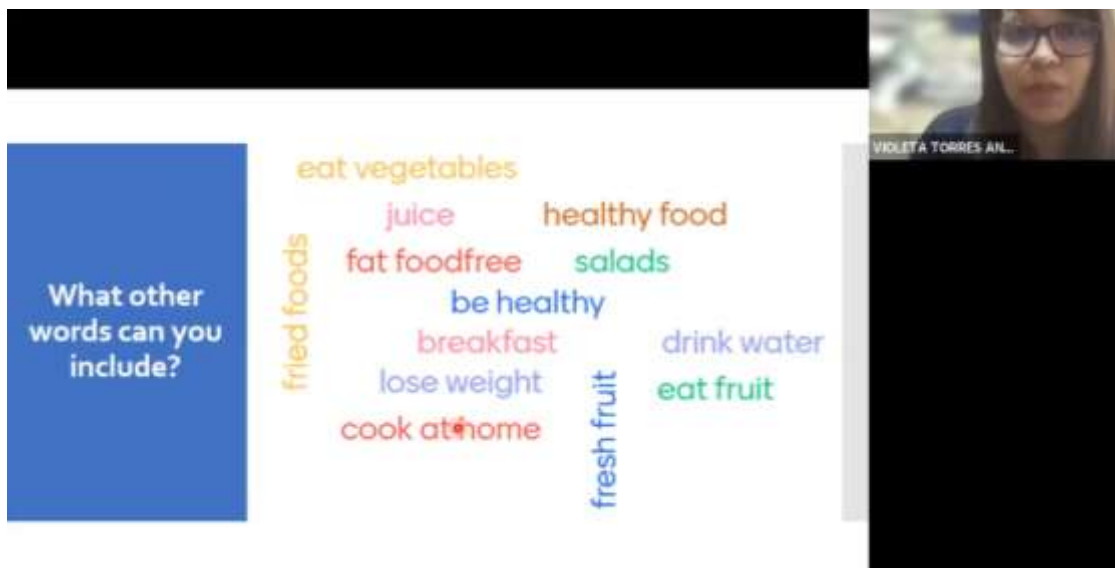 VIOLETA TORRES AN...
What other
words can you
include?
eat vegetables
juice
healthy food
fried foods
fat foodfree
salads
be healthy
breakfast
drink water
lose weight
eat fruit
fresh fruit
cook at home